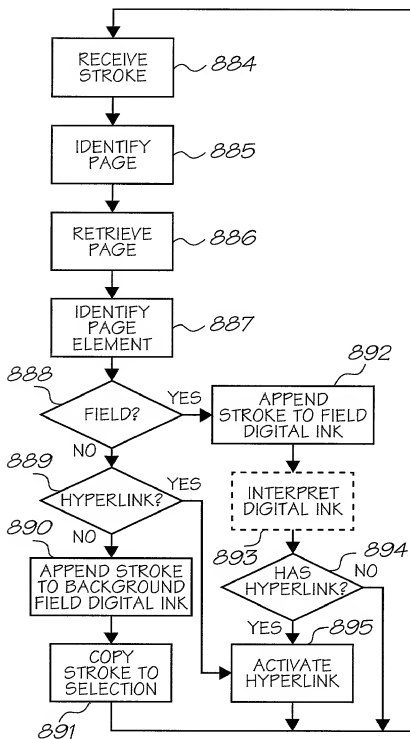 RECEIVE
STROKE
884
IDENTIFY
PAGE
885
RETRIEVE
PAGE
886
IDENTIFY
PAGE
ELEMENT
887
888
FIELD?
YES
NO
892
APPEND
STROKE TO FIELD
DIGITAL INK
889
HYPERLINK?
YES
NO
INTERPRET
DIGITAL INK
893
890
APPEND STROKE
TO BACKGROUND
FIELD DIGITAL INK
894
HAS
HYPERLINK?
NO
YES
895
COPY
STROKE TO
SELECTION
891
ACTIVATE
HYPERLINK